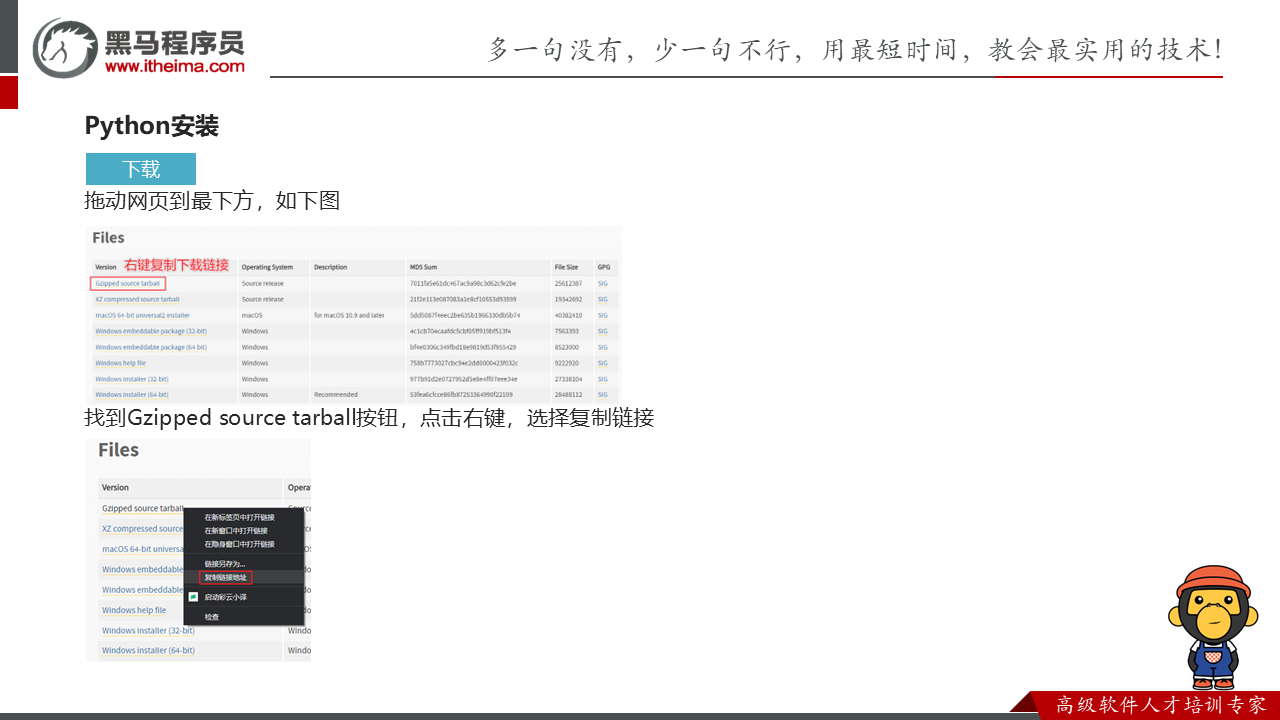 黑马程序员
www.itheima.com
多一句没有，少一句不行，用最短时间，教会最实用的技术！
Python安装
下载
拖动网页到最下方，如下图
Files
右键复制下载链接
Version Operating System Description MD5 Sum File Size GPG
Gzipped source tarball Source release 25612387 SIG
XZ compressed source tarball Source release 21f2e113e087083a1e8cf10553d93599 19342692 SIG
macOS 64-bit universal2 installer macOS for macOS 10.9 and later 40382410 SIG
Windows embeddable package (32-bit) Windows 7563393 SIG
Windows embeddable package (64-bit) Windows 8523000 SIG
Windows help file Windows 9222920 SIG
Windows installer (32-bit) Windows 27338104 SIG
Windows installer (64-bit) Windows Recommended 28488112 SIG
找到Gzipped source tarball按钮，点击右键，选择复制链接
Files
Version Opera
Gzipped source tarball
在新标签页中打开链接
XZ compressed source
在新窗口中打开链接
在隐身窗口中打开链接
macOS 64-bit universa
链接另存为...
Windows embeddable
复制链接地址
Windows embeddable
启动彩云小译
Windows help file
检查
Windows installer (32-bit) Windo
Windows installer (64-bit) Windo
高级软件人才培训专家